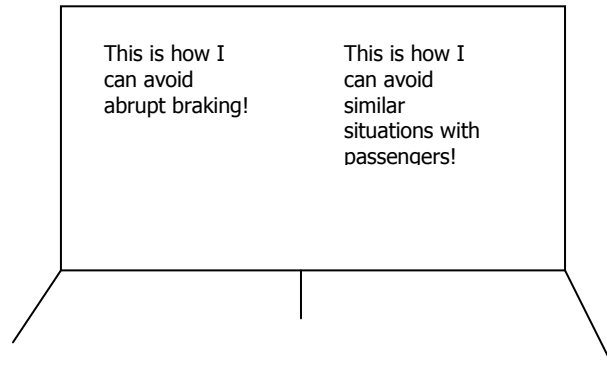 This is how I
can avoid
abrupt braking!
This is how I
can avoid
similar
situations with
passengers!